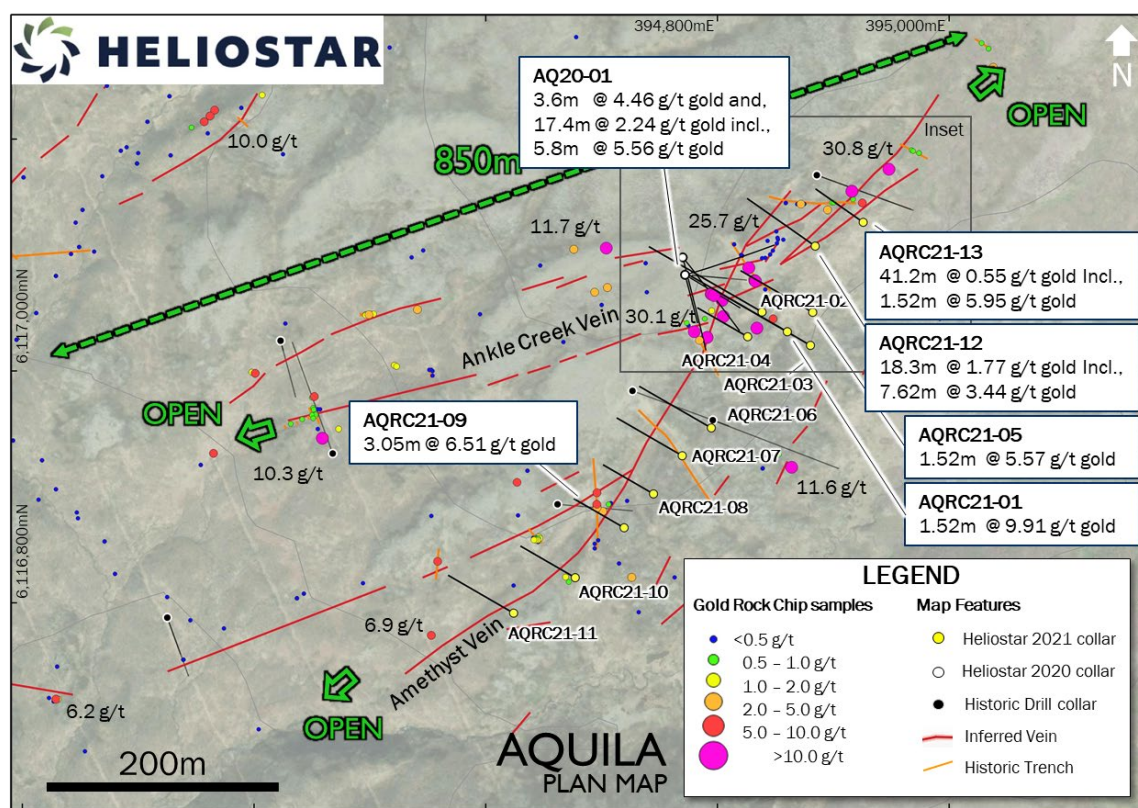 HELIOSTAR
394,800mE
395,000mE
N
AQ20-01
3.6m @ 4.46 g/t gold and,
17.4m @ 2.24 g/t gold incl.,
5.8m @ 5.56 g/t gold
OPEN
Inset
10.0 g/t
850m
30.8 g/t
11.7 g/t
25.7 g/t
6,117,000mN
AQRC21-13
41.2m @ 0.55 g/t gold Incl.,
1.52m @ 5.95 g/t gold
AQRC21-02
30.1 g/t
Ankle Creek Vein
AQRC21-04
AQRC21-03
AQRC21-12
18.3m @ 1.77 g/t gold Incl.,
7.62m @ 3.44 g/t gold
OPEN
AQRC21-09
3.05m @ 6.51 g/t gold
AQRC21-06
AQRC21-05
1.52m @ 5.57 g/t gold
10.3 g/t
AQRC21-07
11.6 g/t
AQRC21-08
AQRC21-01
1.52m @ 9.91 g/t gold
6,116,800mN
AQRC21-10
AQRC21-11
6.9 g/t
Amethyst Vein
6.2 g/t
OPEN
200m
AQUILA
PLAN MAP
LEGEND
Gold Rock Chip samples
<0.5 g/t
0.5 – 1.0 g/t
1.0 – 2.0 g/t
2.0 – 5.0 g/t
5.0 – 10.0 g/t
>10.0 g/t
Map Features
Heliostar 2021 collar
Heliostar 2020 collar
Historic Drill collar
Inferred Vein
Historic Trench